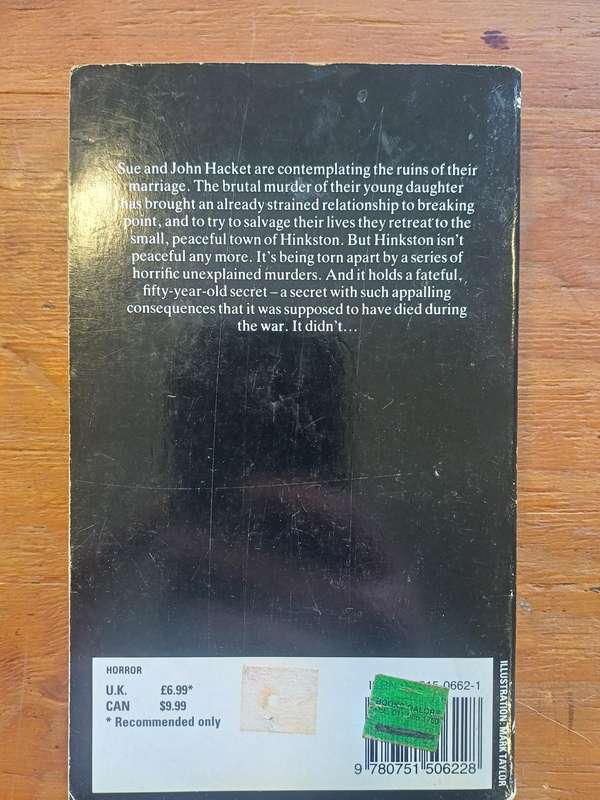 Sue and John Hacket are contemplating the ruins of their
marriage. The brutal murder of their young daughter
has brought an already strained relationship to breaking
point, and to try to salvage their lives they retreat to the
small, peaceful town of Hinkston. But Hinkston isn't
peaceful any more. It's being torn apart by a series of
horrific unexplained murders. And it holds a fateful,
fifty-year-old secret – a secret with such appalling
consequences that it was supposed to have died during
the war. It didn't...
HORROR
U.K. £6.99*
CAN $9.99
* Recommended only
0662-1
9 780751 506228
ILLUSTRATION: MARK TAYLOR